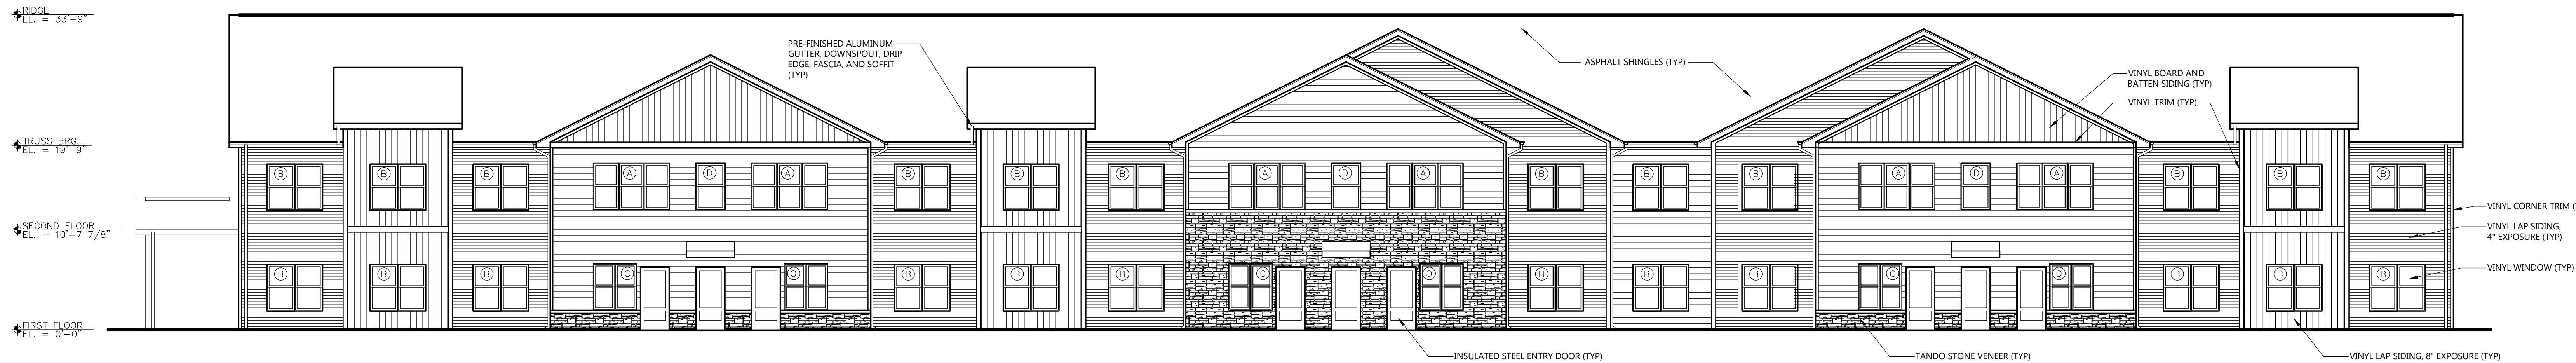 RIDGE
EL. = 33'-9"
PRE-FINISHED ALUMINUM
GUTTER, DOWNSPOUT, DRIP
EDGE, FASCIA, AND SOFFIT
(TYP)
ASPHALT SHINGLES (TYP)
VINYL BOARD AND
BATTEN SIDING (TYP)
VINYL TRIM (TYP)
TRUSS BRG.
EL. = 19'-9"
B B B A D A B B B A D A B B B A D A B B B
VINYL CORNER TRIM (
SECOND FLOOR
EL. = 10'-7 7/8"
VINYL LAP SIDING,
4" EXPOSURE (TYP)
B B B C C B B B C C B B B C C B B B
VINYL WINDOW (TYP)
FIRST FLOOR
EL. = 0'-0"
INSULATED STEEL ENTRY DOOR (TYP)
TANDO STONE VENEER (TYP)
VINYL LAP SIDING, 8" EXPOSURE (TYP)